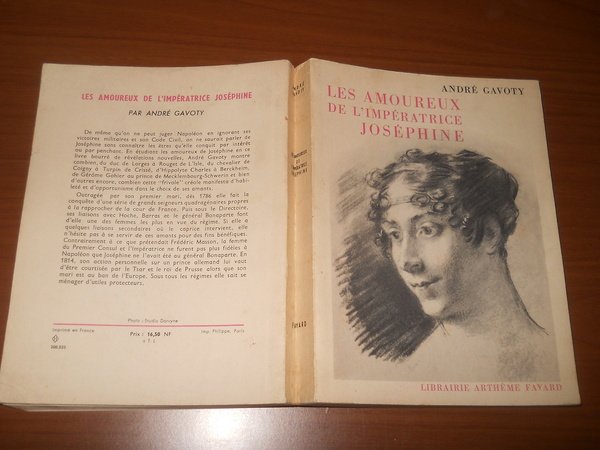 LES AMOUREUX DE L'IMPÉRATRICE JOSÉPHINE
PAR ANDRÉ GAVOTY
De même qu'on ne peut juger Napoléon en ignorant ses
victoires militaires et son Code Civil, on ne saurait parler de
Joséphine sans connaître les êtres qu'elle conquit par intérêt
ou par penchant. En étudiant les amoureux de Joséphine en ce
livre bourré de révélations nouvelles, André Gavoty montre
combien, du duc de Lorges à Rouget de L'Isle, du chevalier de
Coigny à Turpin de Crissé, d'Hippolyte Charles à Berckheim,
de Gérôme Gohier au prince de Mecklembourg-Schwerin et bien
d'autres encore, combien cette "frivole" créole manifesta d'habile-
té et d'opportunisme dans le choix de ses amants.
Outragée par son premier mari, dès 1786 elle fait la
conquête d'une série de grands seigneurs quadragénaires propres
à la rapprocher de la cour de France. Puis sous le Directoire,
ses liaisons avec Hoche, Barras et le général Bonaparte font
d'elle une des femmes les plus en vue du régime. Si elle a
quelques liaisons secondaires où le caprice intervient, elle
n'hésite pas à se servir de ces amants pour des fins bénéfiques.
Contrairement à ce que prétendait Frédéric Masson, la femme
du Premier Consul et l'Impératrice ne furent pas plus fidèles à
Napoléon que Joséphine ne l'avait été au général Bonaparte. En
1814, son action personnelle sur un prince allemand lui vaut
d'être courtisée par le Tsar et le roi de Prusse alors que son
mari est au ban de l'Europe. Sous tous les régimes elle sait se
ménager d'utiles protecteurs.
Photo : Studio Dorvyne
Imprimé en France
Prix : 16,50 NF
Imp. Philippe, Paris
+ T L
FAYARD
ANDRÉ GAVOTY
LES AMOUREUX
DE L'IMPÉRATRICE
JOSÉPHINE
LIBRAIRIE ARTHÈME FAYARD